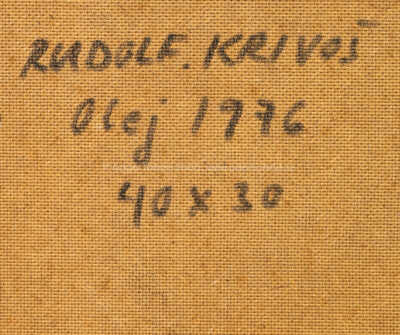 RUDOLF. KRIVOŠ
Olej 1976
40 x 30